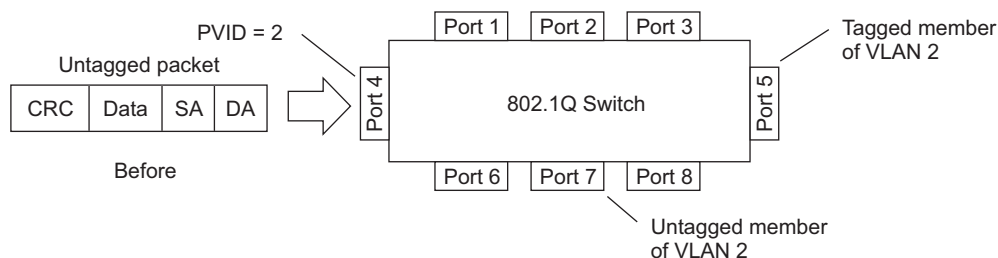 Port 1
Port 2
Port 3
Tagged member
of VLAN 2
PVID = 2
Untagged packet
CRC
Data
SA
DA
Port 4
802.1Q Switch
Port 5
Before
Port 6
Port 7
Port 8
Untagged member
of VLAN 2